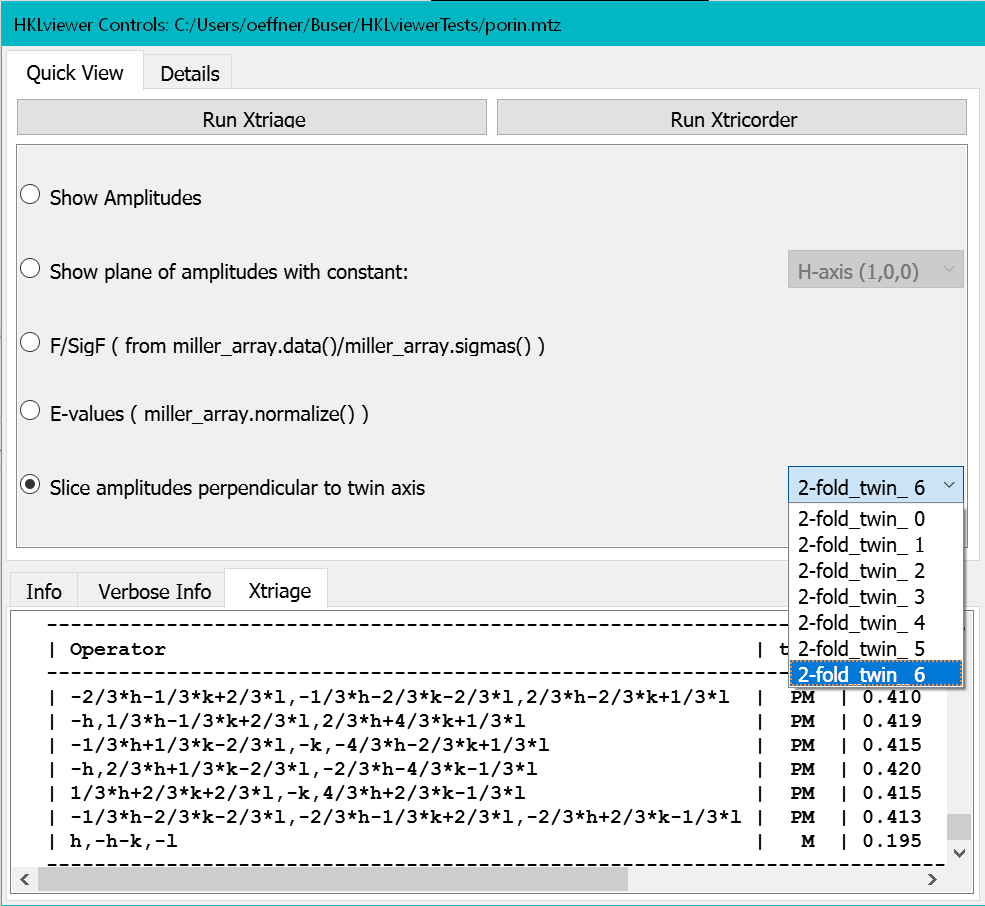 HKLviewer Controls: C:/Users/oeffner/Buser/HKLviewerTests/porin.mtz
Quick View Details
Run Xtriage Run Xtricorder
Show Amplitudes
Show plane of amplitudes with constant: H-axis (1,0,0)
F/SigF ( from miller_array.data()/miller_array.sigmas() )
E-values ( miller_array.normalize() )
Slice amplitudes perpendicular to twin axis 2-fold_twin_ 6
2-fold_twin_ 0
2-fold_twin_ 1
2-fold_twin_ 2
2-fold_twin_ 3
2-fold_twin_ 4
2-fold_twin_ 5
2-fold_twin_ 6
Info Verbose Info Xtriage
-----------------------------------------------------------
| Operator | t
-----------------------------------------------------------
| -2/3*h-1/3*k+2/3*l,-1/3*h-2/3*k-2/3*l,2/3*h-2/3*k+1/3*l | PM | 0.410
| -h,1/3*h-1/3*k+2/3*l,2/3*h+4/3*k+1/3*l | PM | 0.419
| -1/3*h+1/3*k-2/3*l,-k,-4/3*h-2/3*k+1/3*l | PM | 0.415
| -h,2/3*h+1/3*k-2/3*l,-2/3*h-4/3*k-1/3*l | PM | 0.420
| 1/3*h+2/3*k+2/3*l,-k,4/3*h+2/3*k-1/3*l | PM | 0.415
| -1/3*h-2/3*k-2/3*l,-2/3*h-1/3*k+2/3*l,-2/3*h+2/3*k-1/3*l | PM | 0.413
| h,-h-k,-l | M | 0.195
---------------------------------------------------------------------------